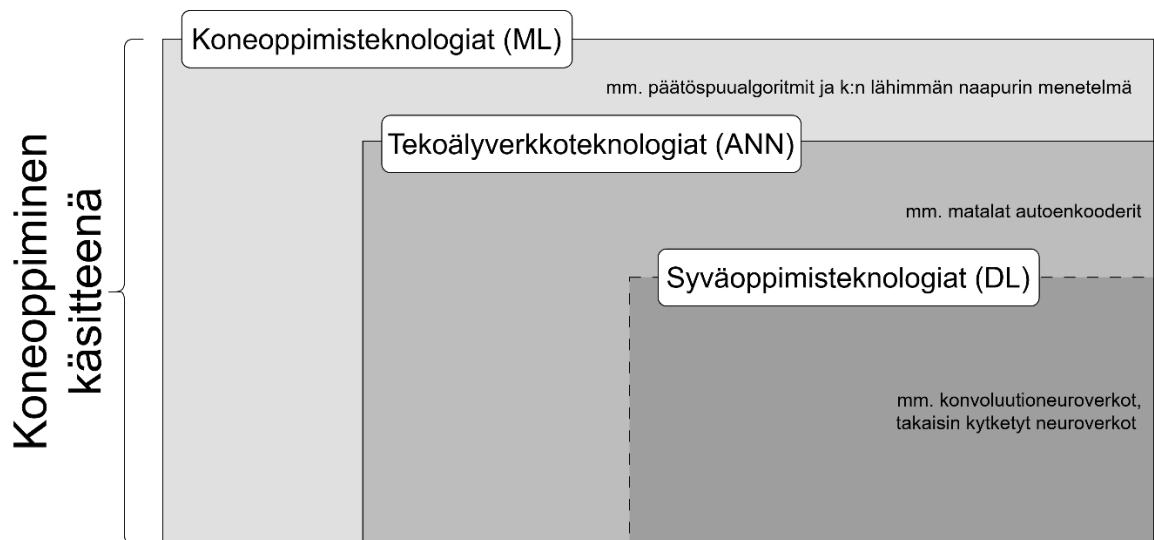 Koneoppiminen
käsitteenä
Koneoppimisteknologiat (ML)
mm. päätöspuualgoritmit ja k:n lähimmän naapurin menetelmä
Tekoälyverkkoteknologiat (ANN)
mm. matalat autoenkooderit
Syväoppimisteknologiat (DL)
mm. konvoluutioneuroverkot,
takaisin kytketyt neuroverkot